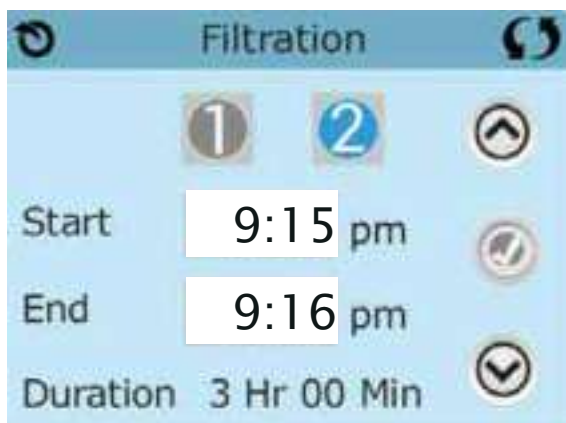 Filtration
1 2
Start 9:15 pm
End 9:16 pm
Duration 3 Hr 00 Min